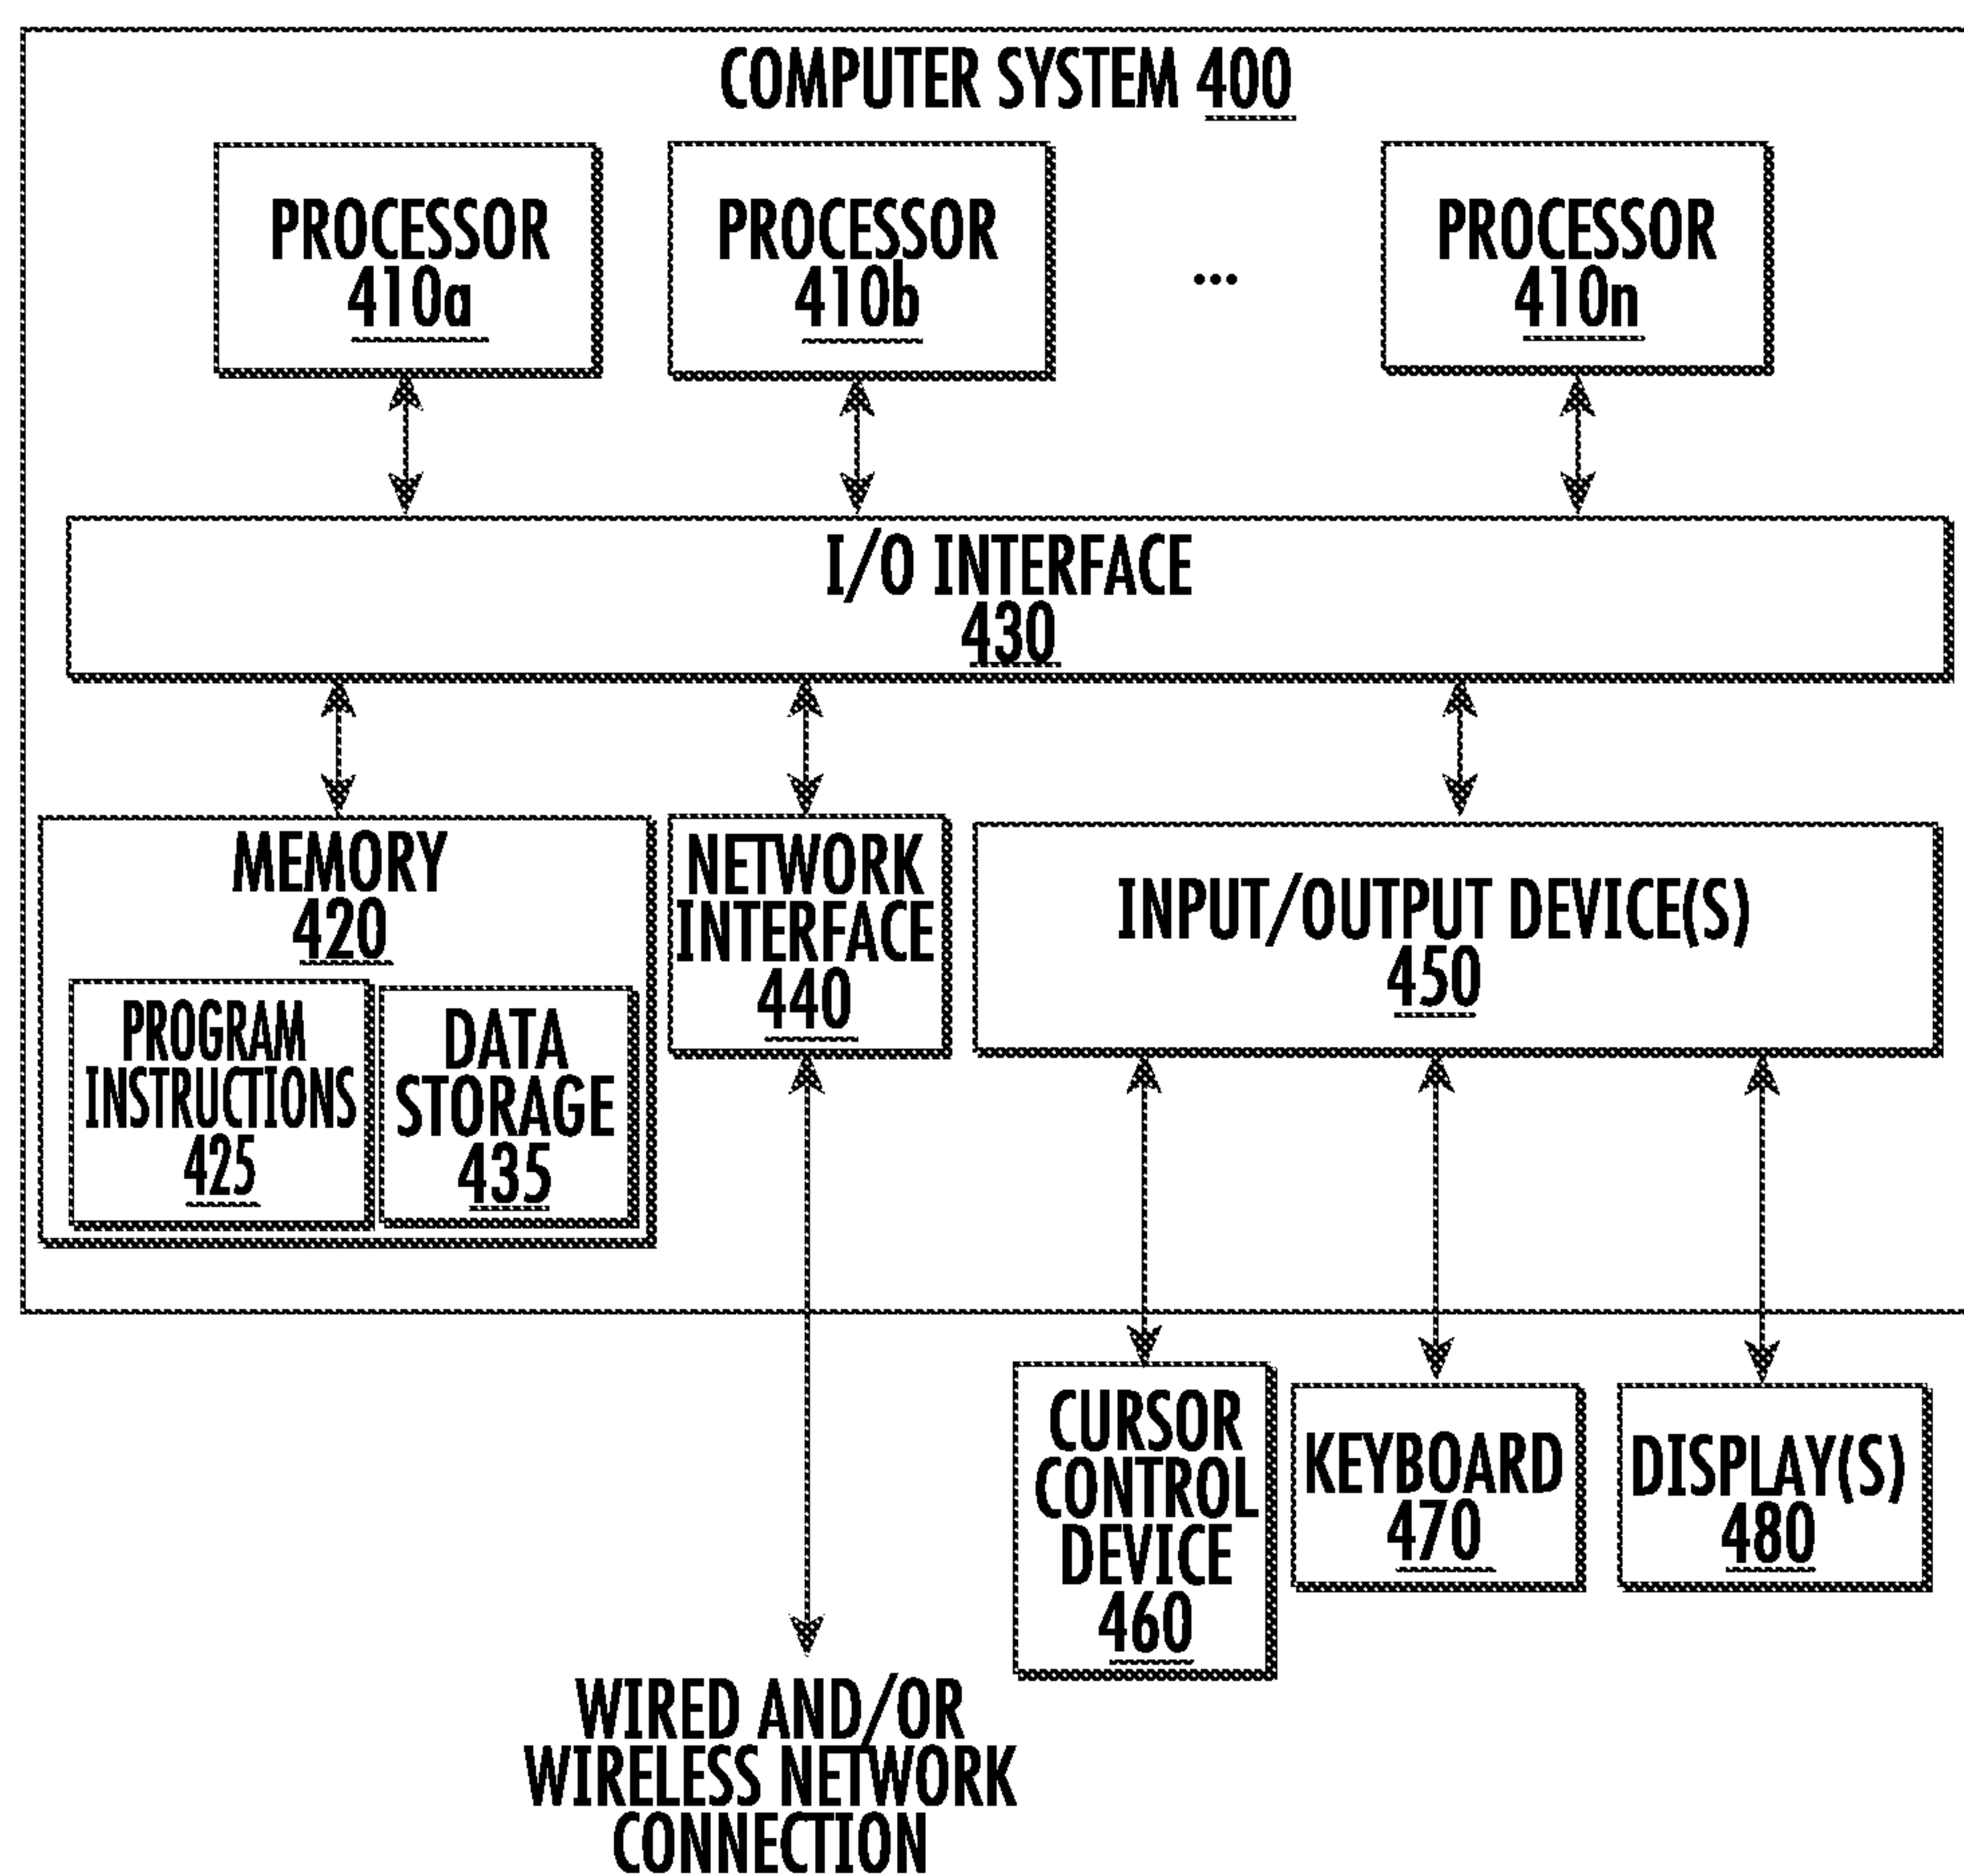 COMPUTER SYSTEM 400
PROCESSOR
410a
PROCESSOR
410b
...
PROCESSOR
410n
I/O INTERFACE
430
MEMORY
420
PROGRAM
INSTRUCTIONS
425
DATA
STORAGE
435
NETWORK
INTERFACE
440
INPUT/OUTPUT DEVICE(S)
450
CURSOR
CONTROL
DEVICE
460
KEYBOARD
470
DISPLAY(S)
480
WIRED AND/OR
WIRELESS NETWORK
CONNECTION